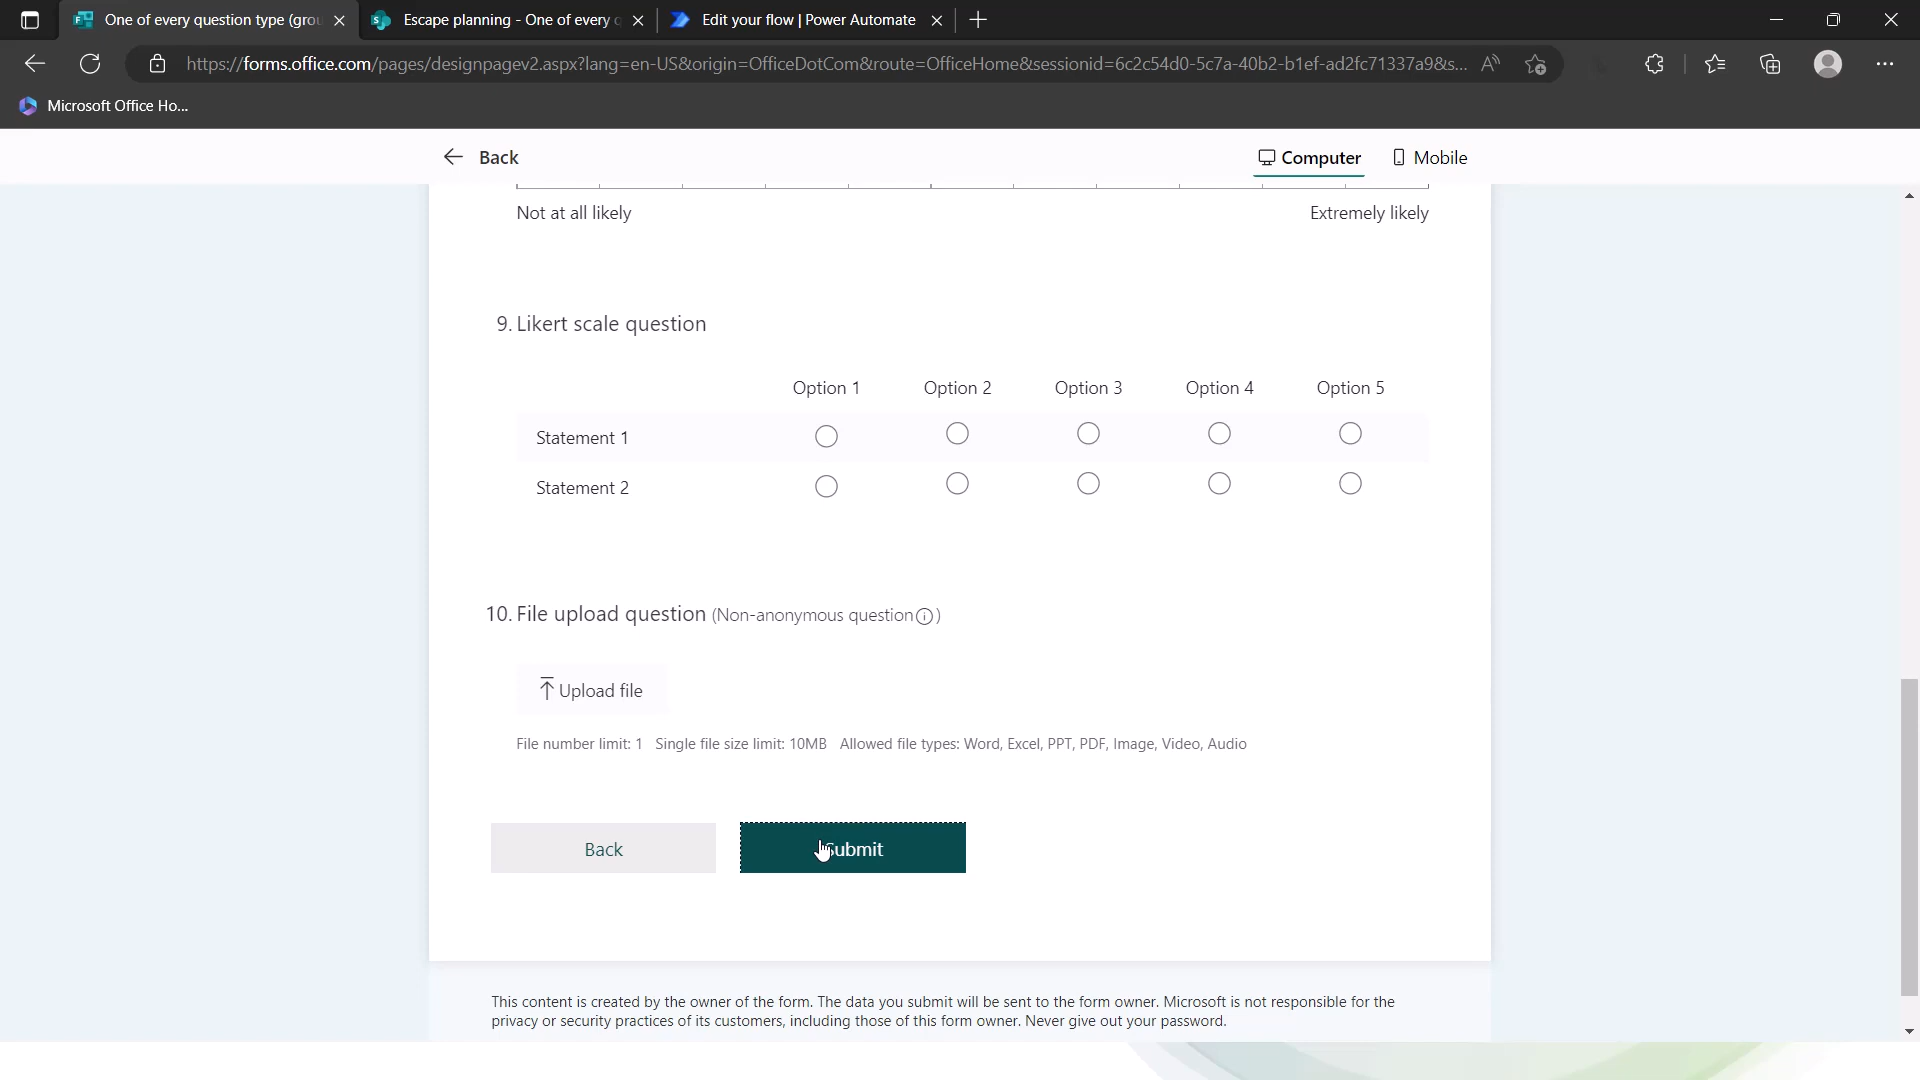 One of every question type (grou
Escape planning - One of every q
Edit your flow | Power Automate
https://forms.office.com/pages/designpagev2.aspx?lang=en-US&origin=OfficeDotCom&route=OfficeHome&sessionid=6c2c54d0-5c7a-40b2-b1ef-ad2fc71337a9&s...
Microsoft Office Ho...
Back
Computer
Mobile
Not at all likely
Extremely likely
9. Likert scale question
Option 1 Option 2 Option 3 Option 4 Option 5
Statement 1
Statement 2
10. File upload question (Non-anonymous question)
Upload file
File number limit: 1 Single file size limit: 10MB Allowed file types: Word, Excel, PPT, PDF, Image, Video, Audio
Back
Submit
This content is created by the owner of the form. The data you submit will be sent to the form owner. Microsoft is not responsible for the
privacy or security practices of its customers, including those of this form owner. Never give out your password.